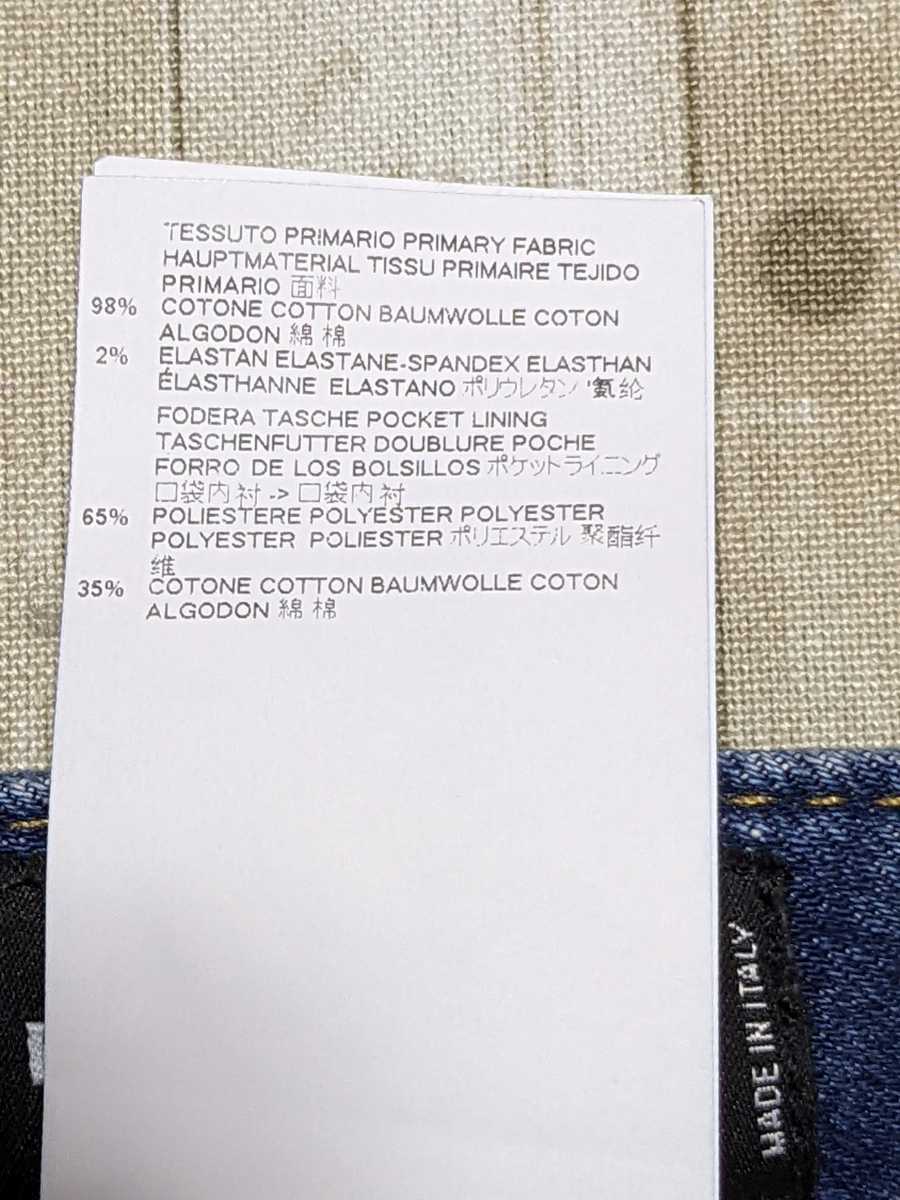 TESSUTO PRIMARIO PRIMARY FABRIC
HAUPTMATERIAL TISSU PRIMAIRE TEJIDO
PRIMARIO 面料
98% COTONE COTTON BAUMWOLLE COTON
ALGODON 綿 棉
2% ELASTAN ELASTANE-SPANDEX ELASTHAN
ÉLASTHANNE ELASTANO ポリウレタン '氨纶
FODERA TASCHE POCKET LINING
TASCHENFUTTER DOUBLURE POCHE
FORRO DE LOS BOLSILLOS ポケットライニング
口袋内衬 -> 口袋内衬
65% POLIESTERE POLYESTER POLYESTER
POLYESTER POLIESTER ポリエステル 聚酯纤
维
35% COTONE COTTON BAUMWOLLE COTON
ALGODON 綿 棉
MADE IN ITALY